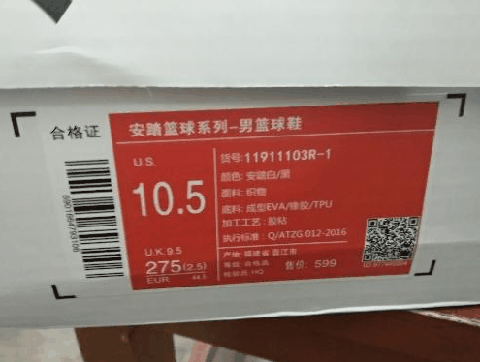 合格证
安踏篮球系列-男篮球鞋
U.S.
10.5
U.K. 9.5
275(2.5)
EUR 44.5
货号:11911103R-1
颜色: 安踏白/黑
面料: 织物
底料: 成型EVA/橡胶/TPU
加工工艺: 胶粘
执行标准: Q/ATZG 012-2016
产地: 福建省 晋江市
等级: 合格品
检验员: HQ
售价: 599